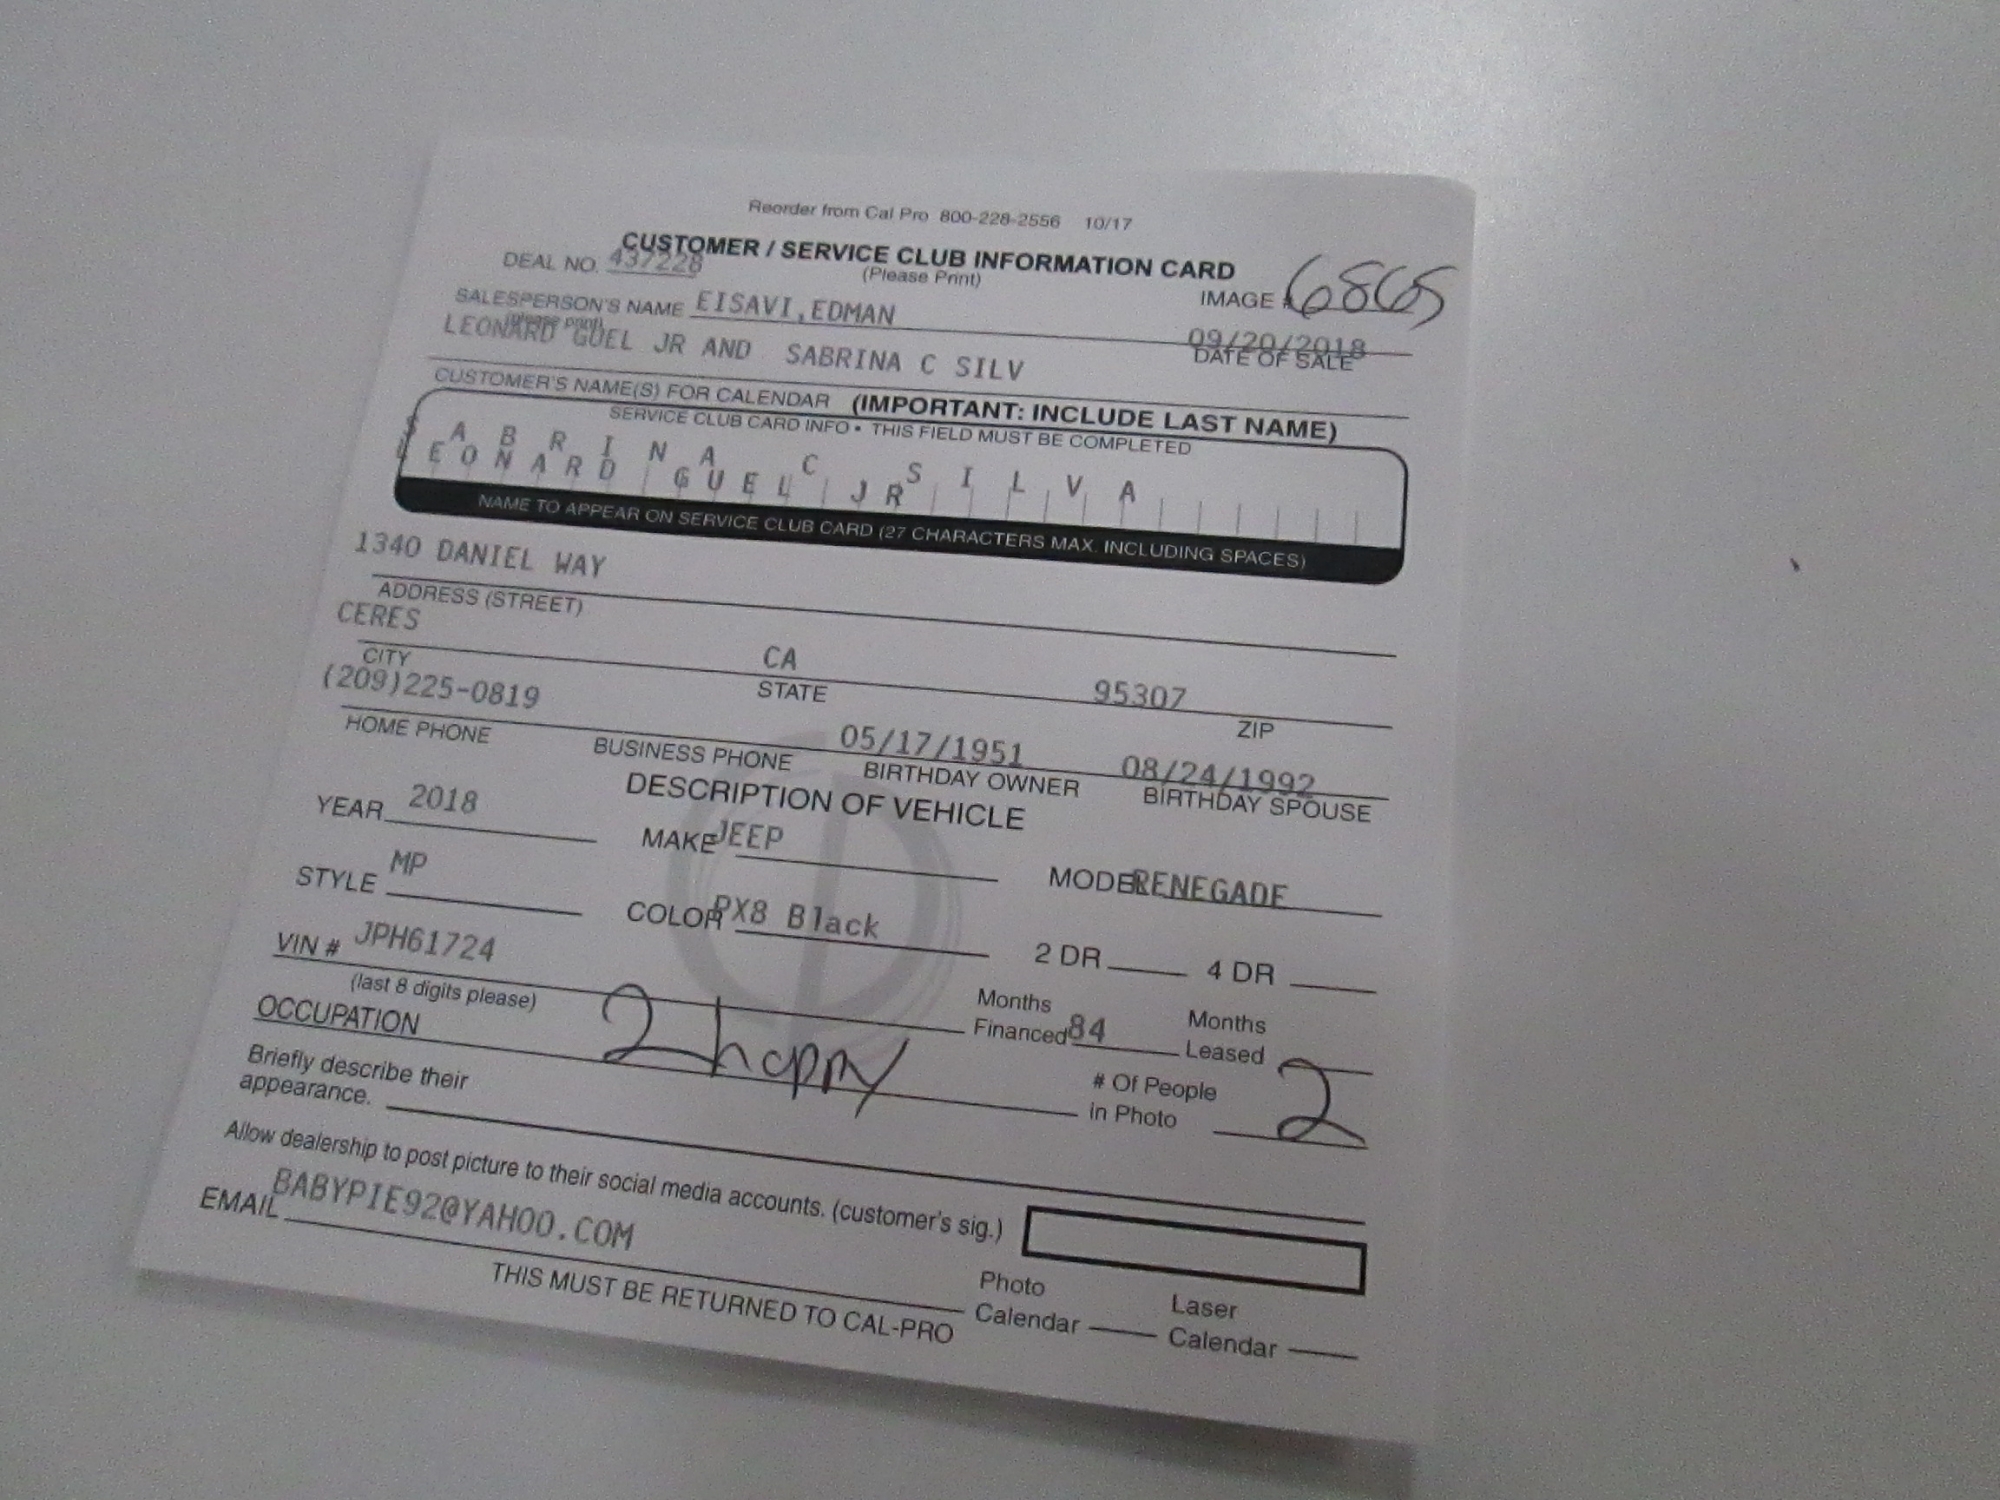 Reorder from Cal Pro 800-228-2556 10/17
CUSTOMER / SERVICE CLUB INFORMATION CARD
(Please Print)
DEAL NO. 437228
IMAGE # 6865
SALESPERSON'S NAME EISAVI,EDMAN
(please print)
09/20/2018
DATE OF SALE
LEONARD GUEL JR AND SABRINA C SILV
CUSTOMER'S NAME(S) FOR CALENDAR (IMPORTANT: INCLUDE LAST NAME)
SERVICE CLUB CARD INFO • THIS FIELD MUST BE COMPLETED
SABRINA C SILVA
LEONARD GUEL JR
NAME TO APPEAR ON SERVICE CLUB CARD (27 CHARACTERS MAX. INCLUDING SPACES)
1340 DANIEL WAY
ADDRESS (STREET)
CERES CA 95307
CITY STATE ZIP
(209)225-0819 05/17/1951 08/24/1992
HOME PHONE BUSINESS PHONE BIRTHDAY OWNER BIRTHDAY SPOUSE
DESCRIPTION OF VEHICLE
YEAR 2018 MAKE JEEP MODEL RENEGADE
STYLE MP COLOR PX8 Black 2 DR 4 DR
VIN # JPH61724
(last 8 digits please)
Months Financed 84 Months Leased
OCCUPATION 2 happy
# Of People in Photo 2
Briefly describe their
appearance.
Allow dealership to post picture to their social media accounts. (customer's sig.)
EMAIL BABYPIE92@YAHOO.COM
Photo Calendar Laser Calendar
THIS MUST BE RETURNED TO CAL-PRO